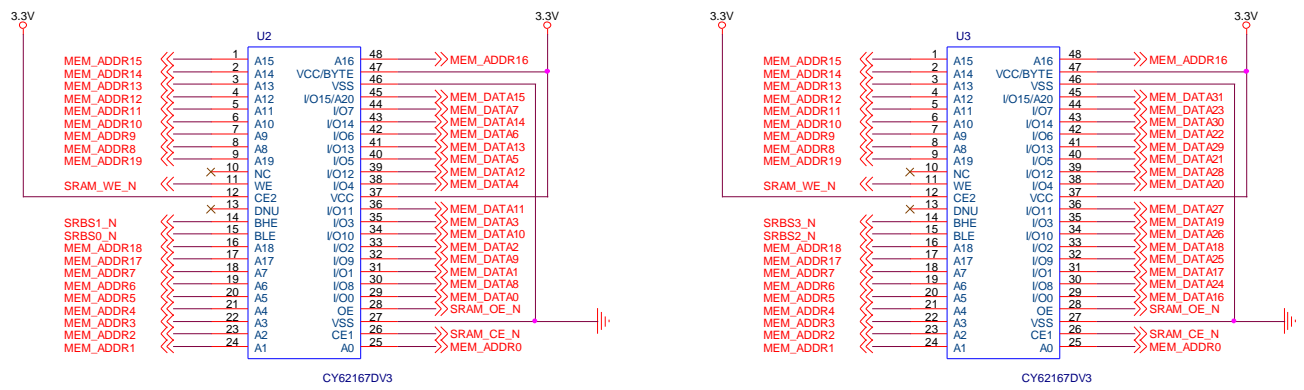 3.3V 3.3V 3.3V 3.3V
U2 U3
MEM_ADDR15 1 A15 A16 48 MEM_ADDR16 MEM_ADDR15 1 A15 A16 48 MEM_ADDR16
MEM_ADDR14 2 A14 VCC/BYTE 47 MEM_ADDR14 2 A14 VCC/BYTE 47
MEM_ADDR13 3 A13 VSS 46 MEM_ADDR13 3 A13 VSS 46
MEM_ADDR12 4 A12 I/O15/A20 45 MEM_DATA15 MEM_ADDR12 4 A12 I/O15/A20 45 MEM_DATA31
MEM_ADDR11 5 A11 I/O7 44 MEM_DATA7 MEM_ADDR11 5 A11 I/O7 44 MEM_DATA23
MEM_ADDR10 6 A10 I/O14 43 MEM_DATA14 MEM_ADDR10 6 A10 I/O14 43 MEM_DATA30
MEM_ADDR9 7 A9 I/O6 42 MEM_DATA6 MEM_ADDR9 7 A9 I/O6 42 MEM_DATA22
MEM_ADDR8 8 A8 I/O13 41 MEM_DATA13 MEM_ADDR8 8 A8 I/O13 41 MEM_DATA29
MEM_ADDR19 9 A19 I/O5 40 MEM_DATA5 MEM_ADDR19 9 A19 I/O5 40 MEM_DATA21
10 NC I/O12 39 MEM_DATA12 10 NC I/O12 39 MEM_DATA28
SRAM_WE_N 11 WE I/O4 38 MEM_DATA4 SRAM_WE_N 11 WE I/O4 38 MEM_DATA20
12 CE2 VCC 37 12 CE2 VCC 37
13 DNU I/O11 36 MEM_DATA11 13 DNU I/O11 36 MEM_DATA27
SRBS1_N 14 BHE I/O3 35 MEM_DATA3 SRBS3_N 14 BHE I/O3 35 MEM_DATA19
SRBS0_N 15 BLE I/O10 34 MEM_DATA10 SRBS2_N 15 BLE I/O10 34 MEM_DATA26
MEM_ADDR18 16 A18 I/O2 33 MEM_DATA2 MEM_ADDR18 16 A18 I/O2 33 MEM_DATA18
MEM_ADDR17 17 A17 I/O9 32 MEM_DATA9 MEM_ADDR17 17 A17 I/O9 32 MEM_DATA25
MEM_ADDR7 18 A7 I/O1 31 MEM_DATA1 MEM_ADDR7 18 A7 I/O1 31 MEM_DATA17
MEM_ADDR6 19 A6 I/O8 30 MEM_DATA8 MEM_ADDR6 19 A6 I/O8 30 MEM_DATA24
MEM_ADDR5 20 A5 I/O0 29 MEM_DATA0 MEM_ADDR5 20 A5 I/O0 29 MEM_DATA16
MEM_ADDR4 21 A4 OE 28 SRAM_OE_N MEM_ADDR4 21 A4 OE 28 SRAM_OE_N
MEM_ADDR3 22 A3 VSS 27 MEM_ADDR3 22 A3 VSS 27
MEM_ADDR2 23 A2 CE1 26 SRAM_CE_N MEM_ADDR2 23 A2 CE1 26 SRAM_CE_N
MEM_ADDR1 24 A1 A0 25 MEM_ADDR0 MEM_ADDR1 24 A1 A0 25 MEM_ADDR0
CY62167DV3 CY62167DV3